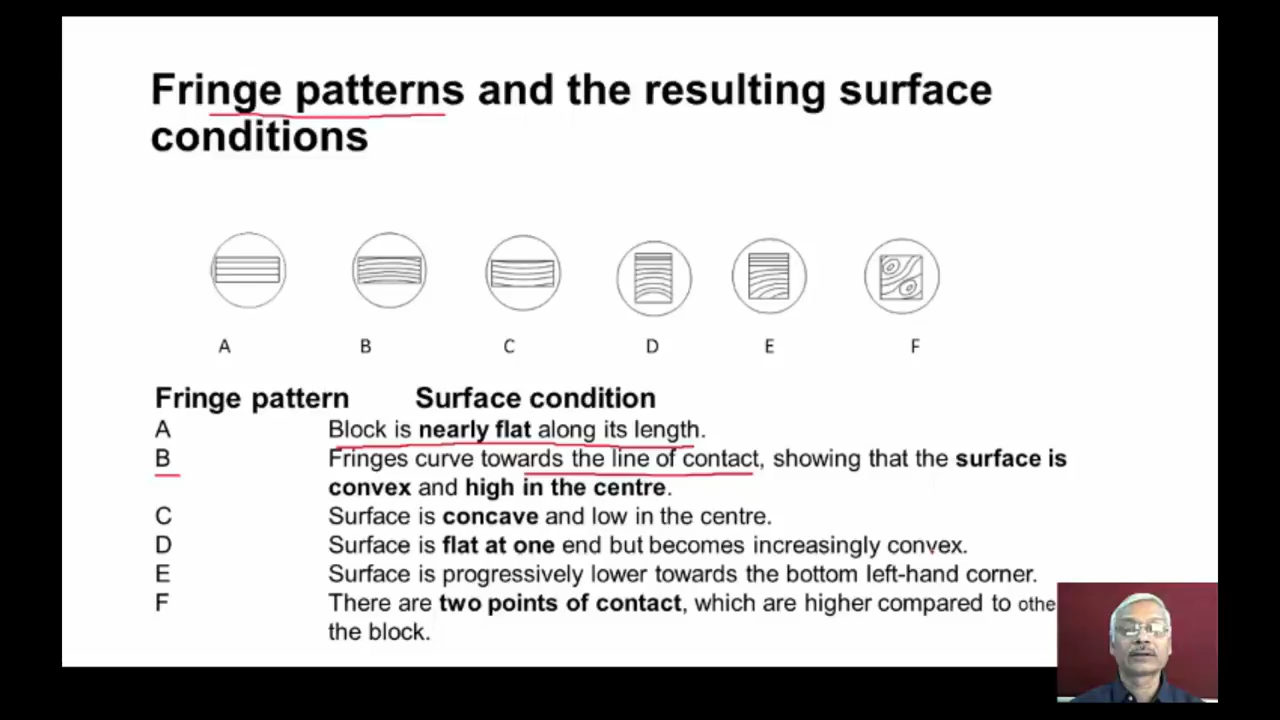 Fringe patterns and the resulting surface
conditions
A B C D E F
Fringe pattern Surface condition
A Block is nearly flat along its length.
B Fringes curve towards the line of contact, showing that the surface is
convex and high in the centre.
C Surface is concave and low in the centre.
D Surface is flat at one end but becomes increasingly convex.
E Surface is progressively lower towards the bottom left-hand corner.
F There are two points of contact, which are higher compared to othe
the block.